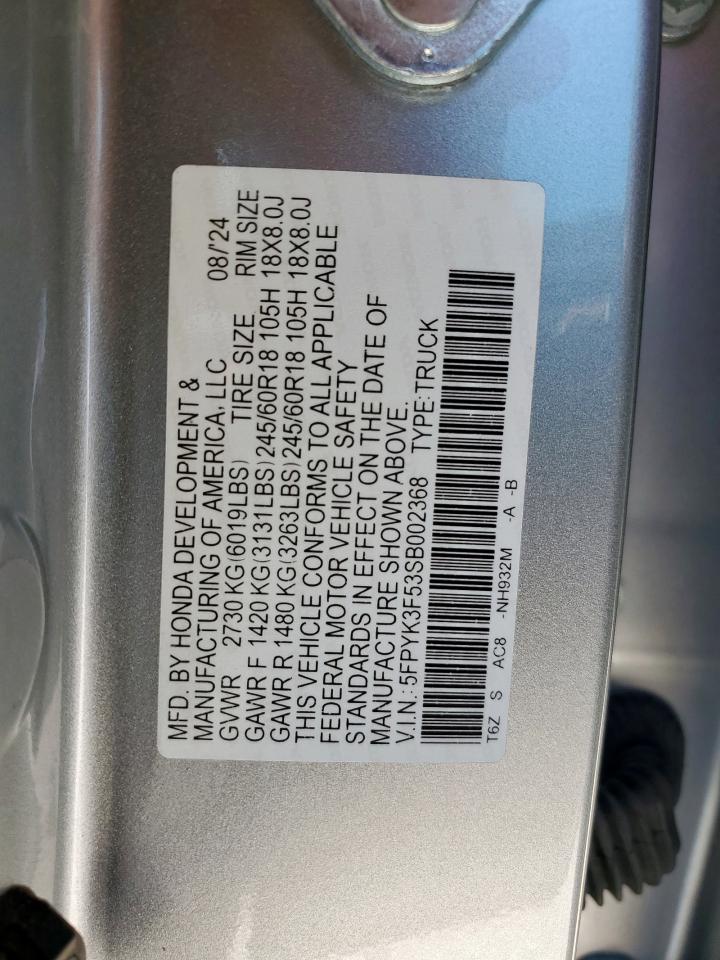 MFD. BY HONDA DEVELOPMENT &
MANUFACTURING OF AMERICA, LLC 08/'24
GVWR 2730 KG(6019LBS) TIRE SIZE RIM SIZE
GAWR F 1420 KG(3131LBS)245/60R18 105H 18X8.0J
GAWR R 1480 KG(3263LBS)245/60R18 105H 18X8.0J
THIS VEHICLE CONFORMS TO ALL APPLICABLE
FEDERAL MOTOR VEHICLE SAFETY
STANDARDS IN EFFECT ON THE DATE OF
MANUFACTURE SHOWN ABOVE.
V.I.N.: 5FPYK3F53SB002368 TYPE: TRUCK
T6Z S AC8 -NH932M -A -B